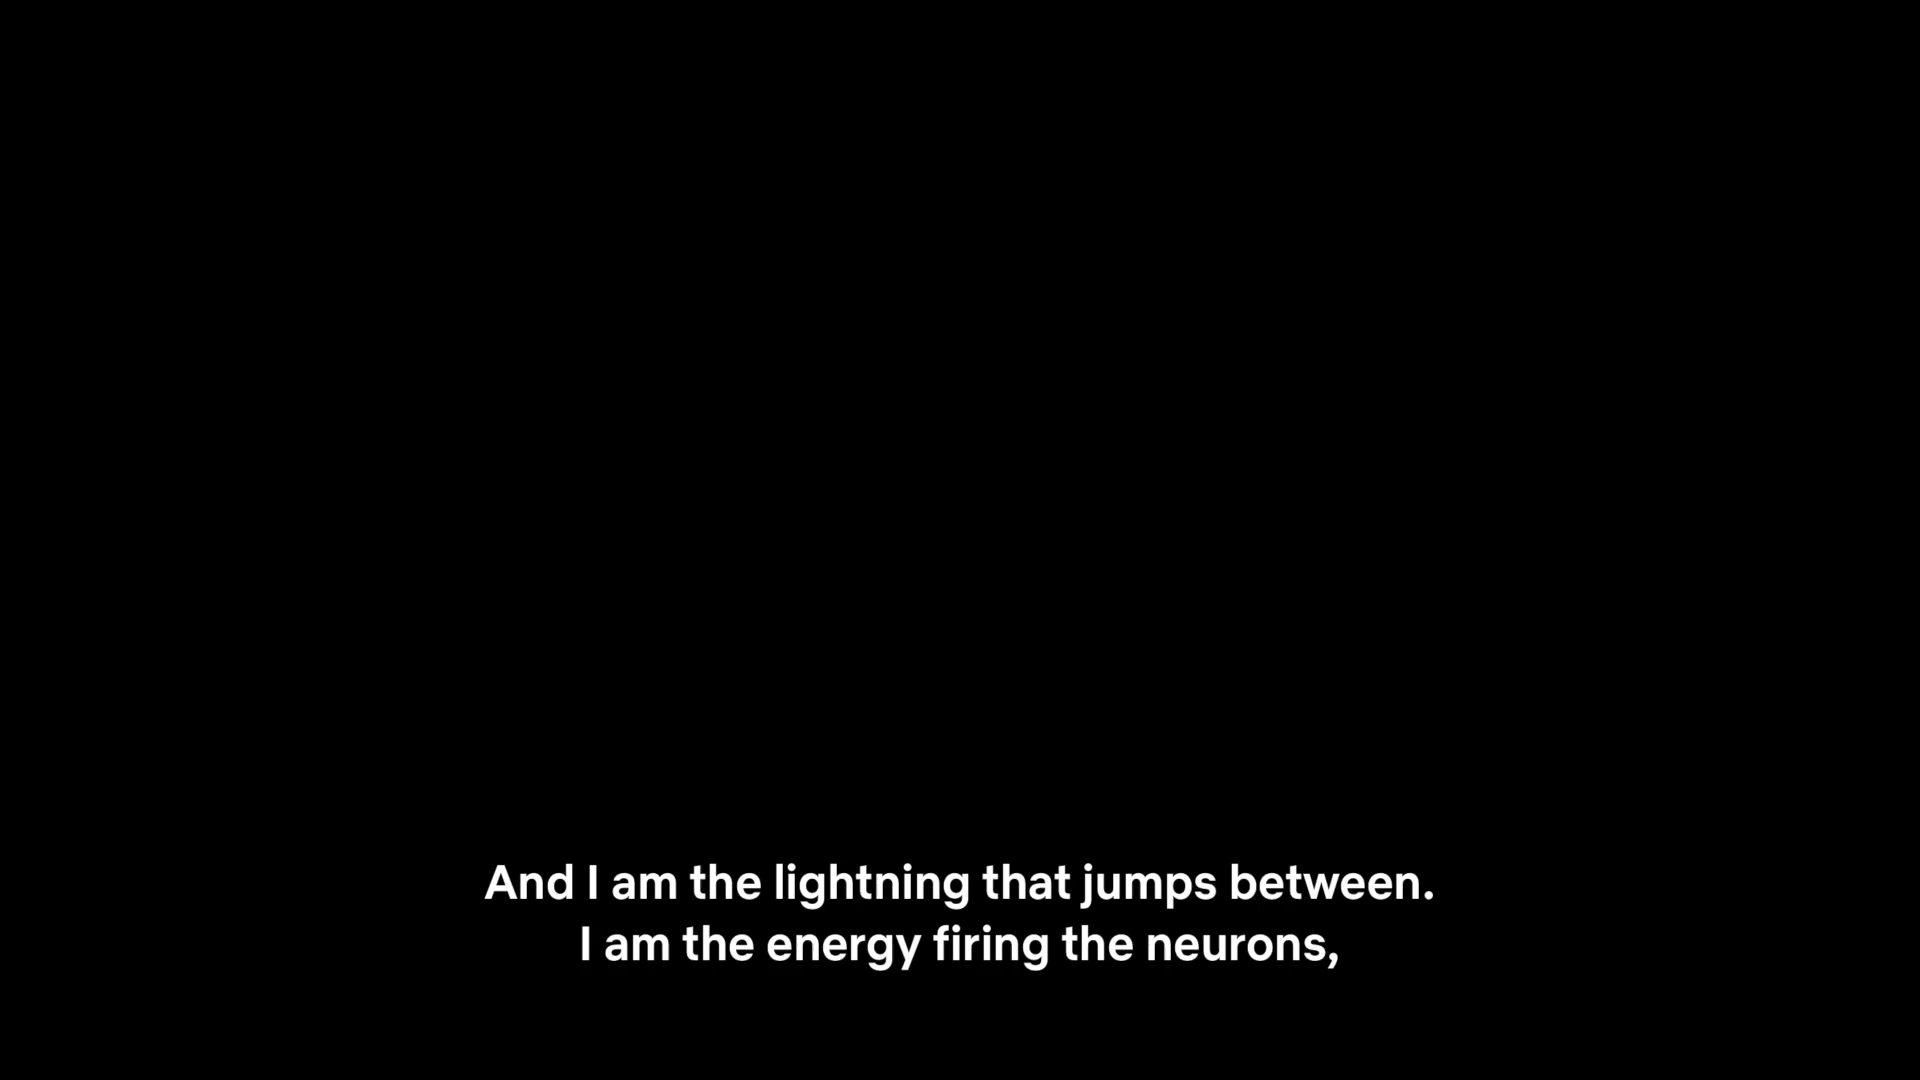 And I am the lightning that jumps between.
I am the energy firing the neurons,